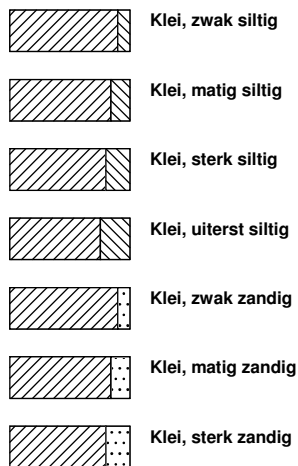 Klei, zwak siltig
Klei, matig siltig
Klei, sterk siltig
Klei, uiterst siltig
Klei, zwak zandig
Klei, matig zandig
Klei, sterk zandig